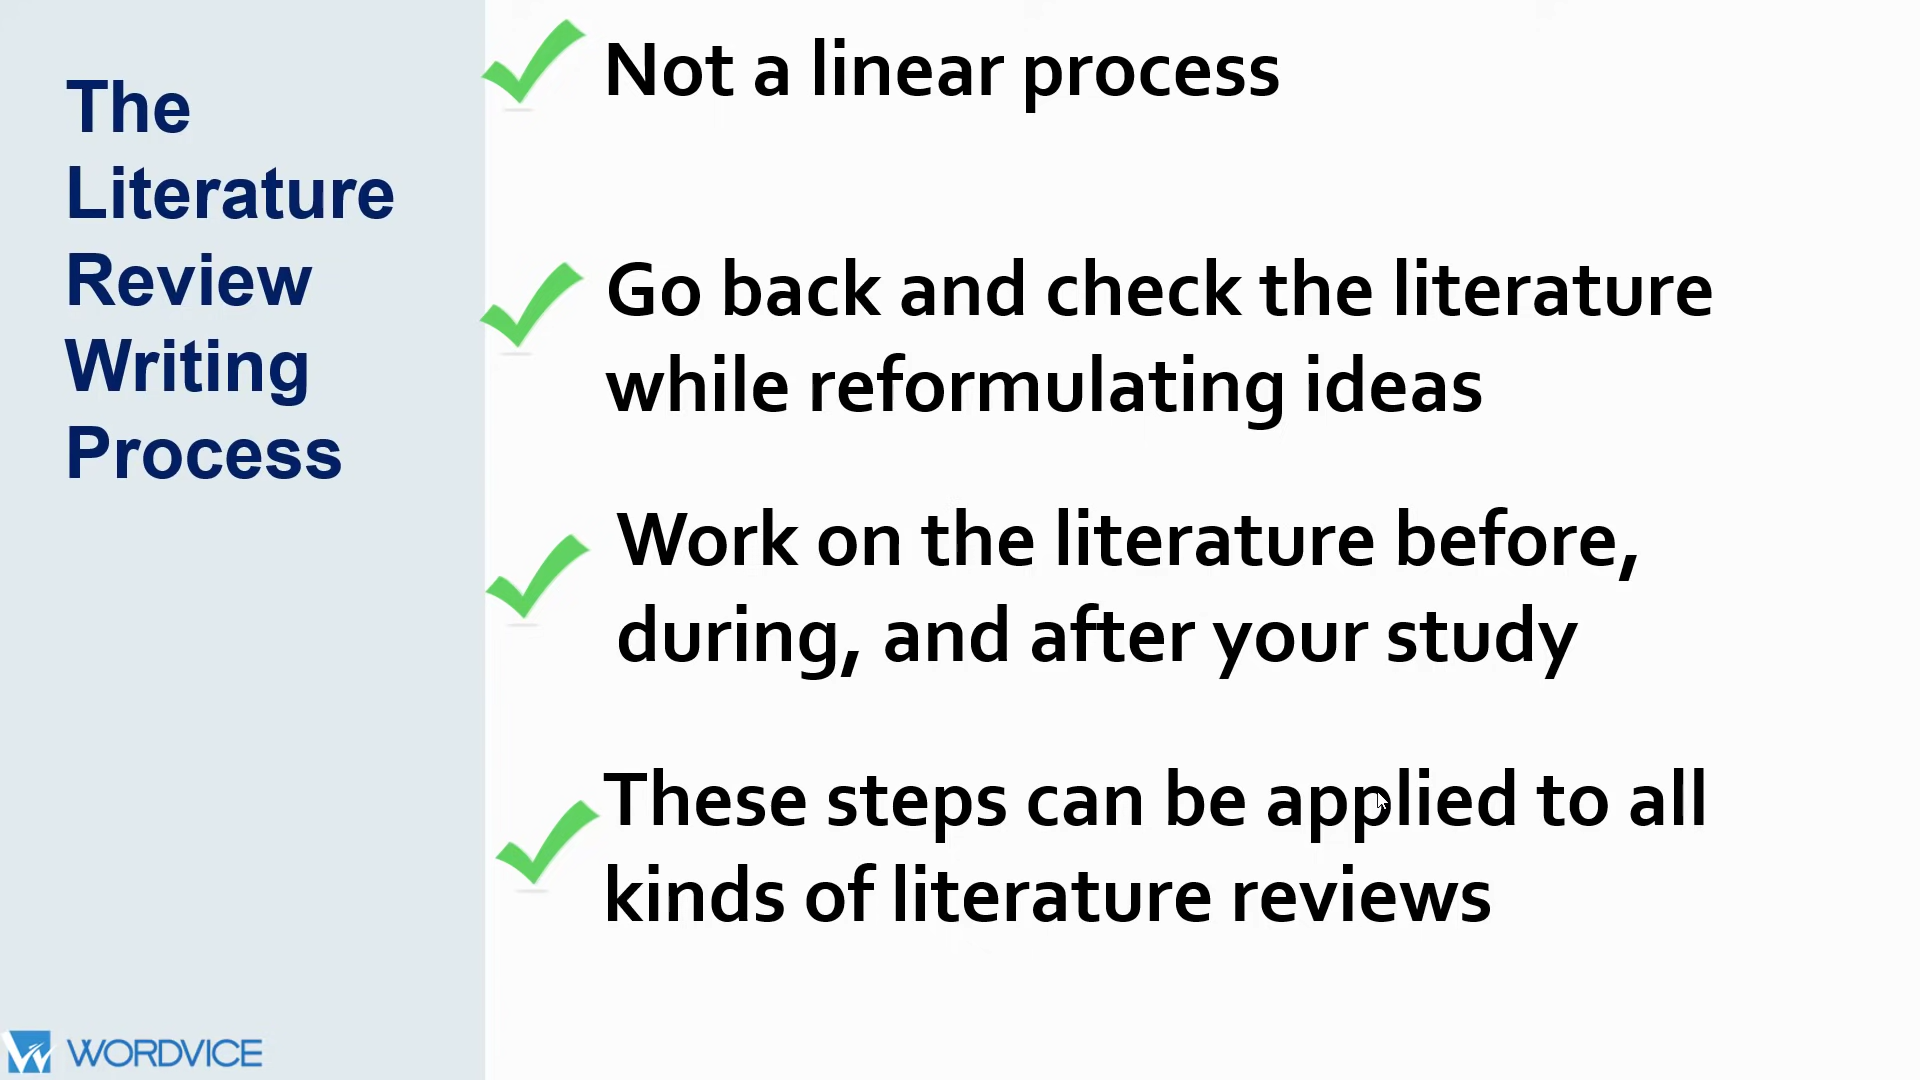 The
Literature
Review
Writing
Process
Not a linear process
Go back and check the literature
while reformulating ideas
Work on the literature before,
during, and after your study
These steps can be applied to all
kinds of literature reviews
WORDVICE